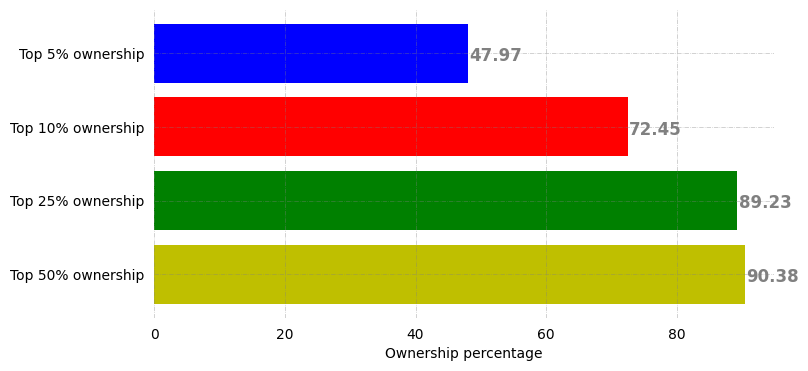 Top 5% ownership
47.97
Top 10% ownership
72.45
Top 25% ownership
89.23
Top 50% ownership
90.38
0 20 40 60 80
Ownership percentage